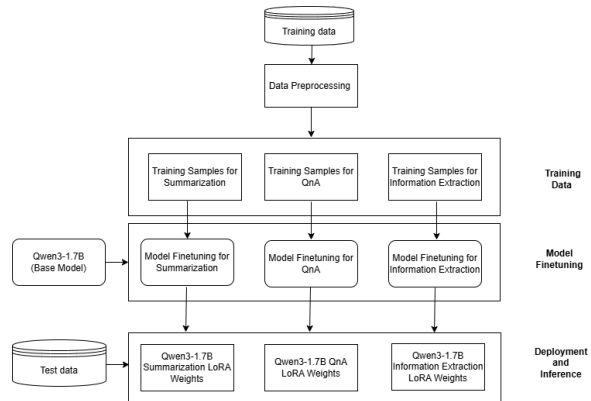 Training data
Data Preprocessing
Training Samples for
Summarization
Training Samples for
QnA
Training Samples for
Information Extraction
Training
Data
Qwen3-1.7B
(Base Model)
Model Finetuning for
Summarization
Model Finetuning for
QnA
Model Finetuning for
Information Extraction
Model
Finetuning
Test data
Qwen3-1.7B
Summarization LoRA
Weights
Qwen3-1.7B QnA
LoRA Weights
Qwen3-1.7B
Information Extraction
LoRA Weights
Deployment and
Inference